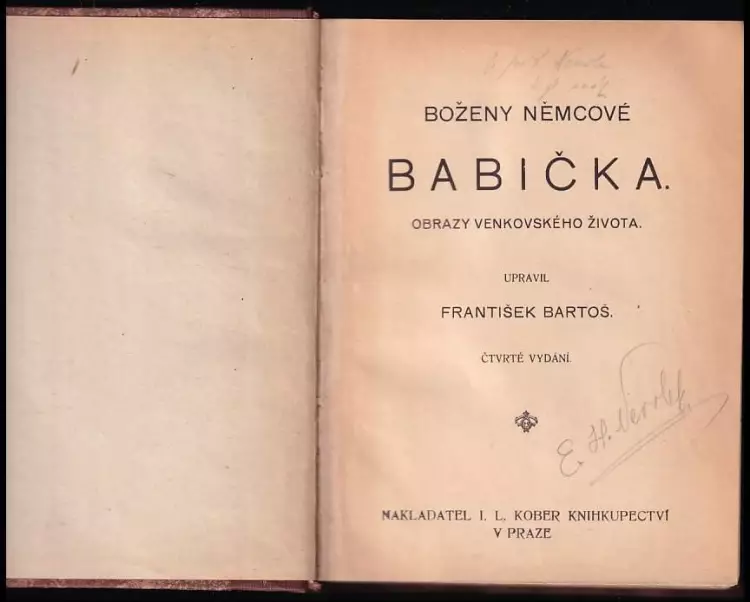 BOŽENY NĚMCOVÉ
BABIČKA.
OBRAZY VENKOVSKÉHO ŽIVOTA.
UPRAVIL
FRANTIŠEK BARTOŠ.
ČTVRTÉ VYDÁNÍ.
E. H.
NAKLADATEL I. L. KOBER KNIHKUPECTVÍ
V PRAZE